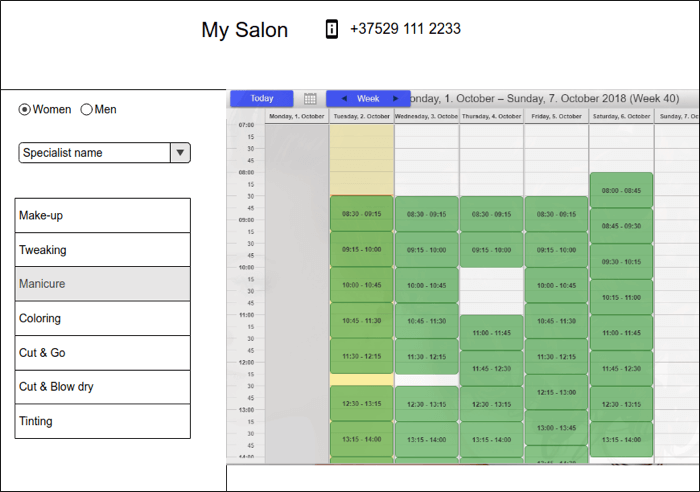 My Salon
+37529 111 2233
Women Men
Specialist name
Make-up
Tweaking
Manicure
Coloring
Cut & Go
Cut & Blow dry
Tinting
Today
Week
onday, 1. October – Sunday, 7. October 2018 (Week 40)
Monday, 1. October Tuesday, 2. October Wednesday, 3. October Thursday, 4. October Friday, 5. October Saturday, 6. October Sunday, 7. Oc
07:00
15
30
45
08:00
15
30
45
09:00
15
30
45
10:00
15
30
45
11:00
15
30
45
12:00
15
30
45
13:00
15
30
45
14:00
08:30 - 09:15
09:15 - 10:00
10:00 - 10:45
10:45 - 11:30
11:30 - 12:15
12:30 - 13:15
13:15 - 14:00
08:30 - 09:15
09:15 - 10:00
10:00 - 10:45
10:45 - 11:30
11:30 - 12:15
12:30 - 13:15
13:15 - 14:00
08:30 - 09:15
09:15 - 10:00
11:00 - 11:45
11:45 - 12:30
12:30 - 13:15
13:15 - 14:00
08:30 - 09:15
09:15 - 10:00
10:00 - 10:45
10:45 - 11:30
11:30 - 12:15
12:15 - 13:00
13:00 - 13:45
08:00 - 08:45
08:45 - 09:30
09:30 - 10:15
10:15 - 11:00
11:00 - 11:45
11:45 - 12:30
12:30 - 13:15
13:15 - 14:00